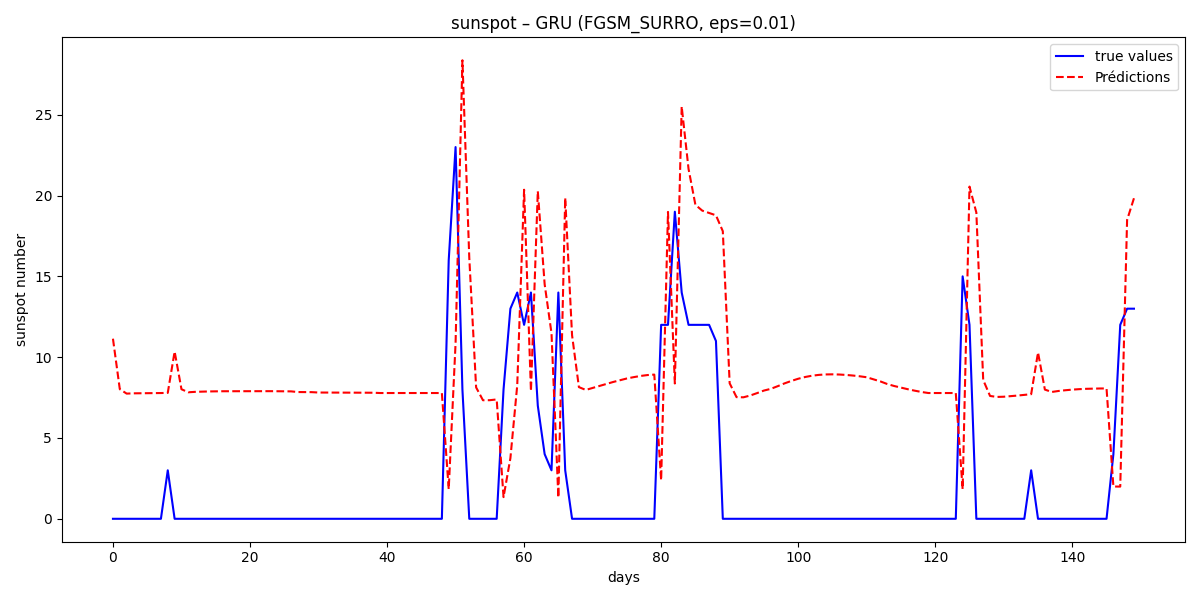 sunspot – GRU (FGSM_SURRO, eps=0.01)
true values
Prédictions
sunspot number
25
20
15
10
5
0
0 20 40 60 80 100 120 140
days